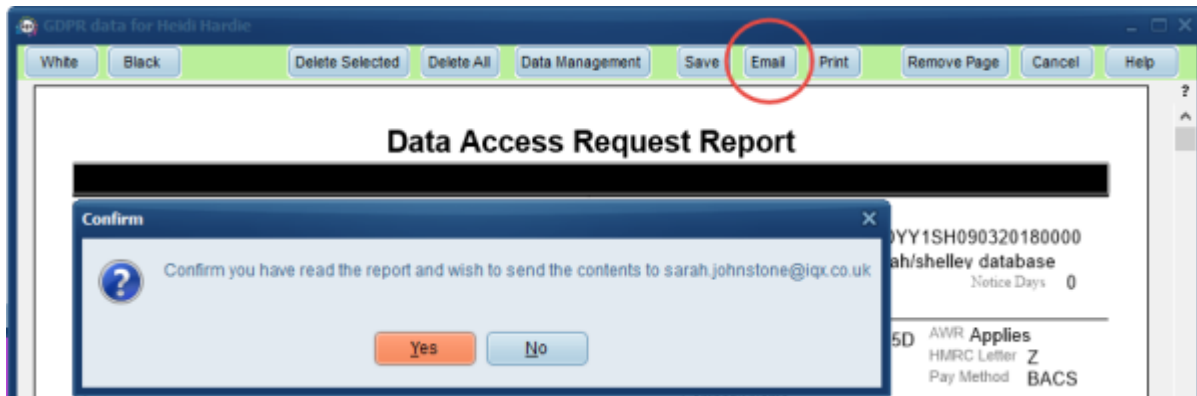 GDPR data for Heidi Hardie
White Black Delete Selected Delete All Data Management Save Email Print Remove Page Cancel Help
?
Data Access Request Report
Confirm
YY1SH090320180000
Confirm you have read the report and wish to send the contents to sarah.johnstone@iqx.co.uk
ah/shelley database
Notice Days 0
Yes No
5D AWR Applies
HMRC Letter Z
Pay Method BACS